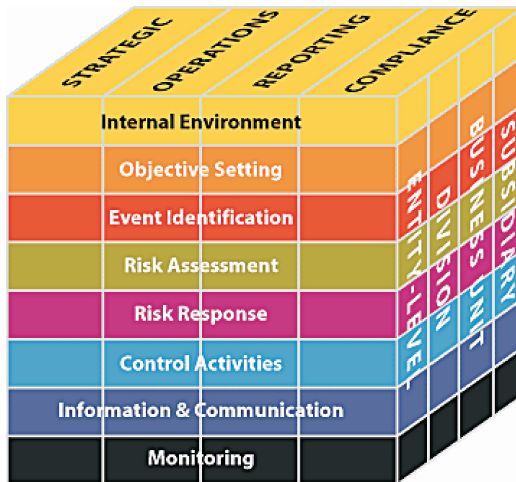 STRATEGIC
OPERATIONS
REPORTING
COMPLIANCE
Internal Environment
Objective Setting
Event Identification
Risk Assessment
Risk Response
Control Activities
Information & Communication
Monitoring
ENTITY-LEVEL
DIVISION
BUSINESS UNIT
SUBSIDIARY